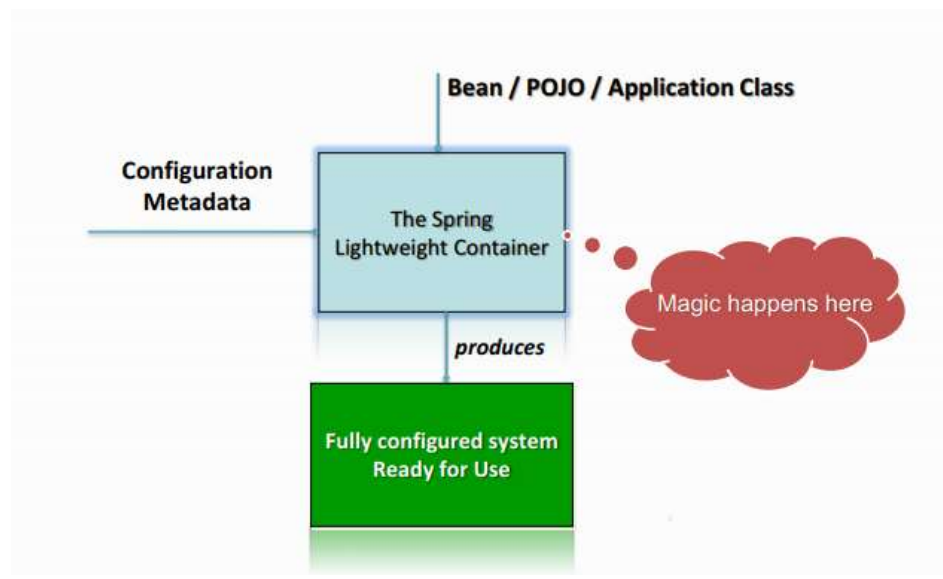 Bean / POJO / Application Class
Configuration
Metadata
The Spring
Lightweight Container
Magic happens here
produces
Fully configured system
Ready for Use